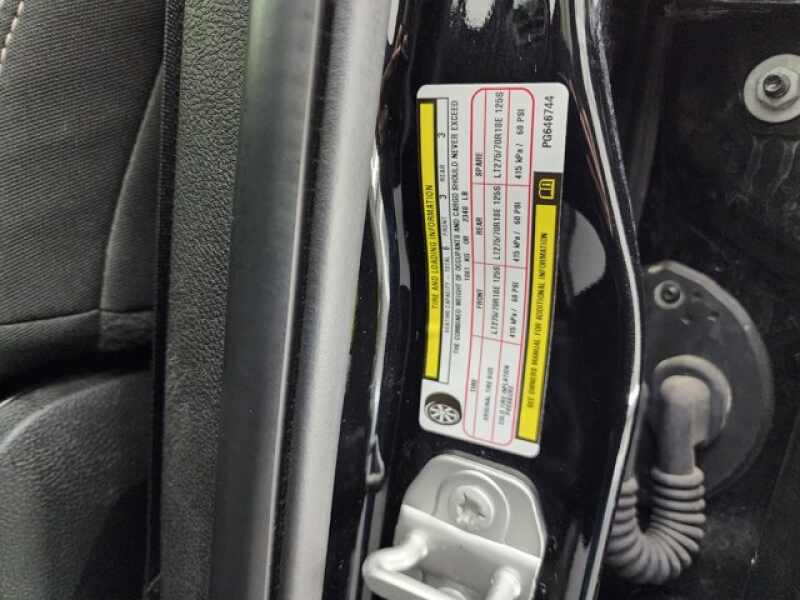 TIRE AND LOADING INFORMATION
SEATING CAPACITY - TOTAL 6 FRONT 3 REAR 3
THE COMBINED WEIGHT OF OCCUPANTS AND CARGO SHOULD NEVER EXCEED
1061 KG OR 2340 LB
TIRE FRONT REAR SPARE
ORIGINAL TIRE SIZE LT275/70R18E 125S LT275/70R18E 125S LT275/70R18E 125S
COLD TIRE INFLATION PRESSURE 415 kPa / 60 PSI 415 kPa / 60 PSI 415 kPa / 60 PSI
SEE OWNERS MANUAL FOR ADDITIONAL INFORMATION
PG646744